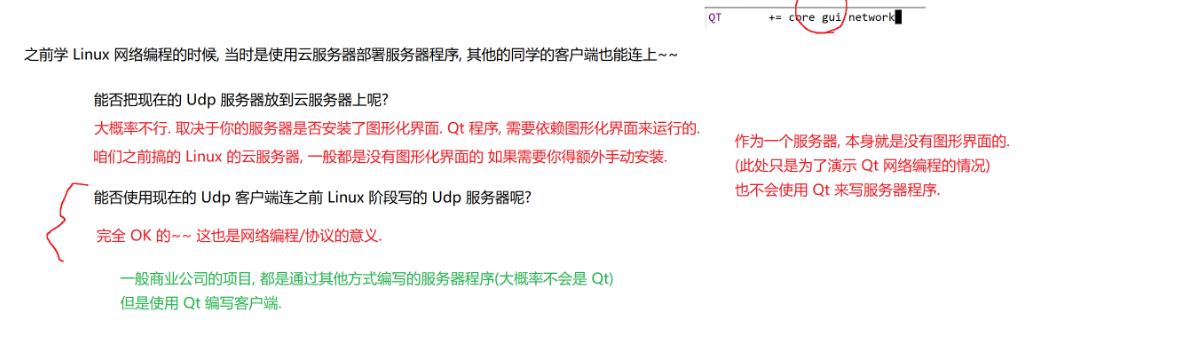 QT += core gui network
之前学 Linux 网络编程的时候, 当时是使用云服务器部署服务器程序, 其他的同学的客户端也能连上~~
能否把现在的 Udp 服务器放到云服务器上呢?
大概率不行. 取决于你的服务器是否安装了图形化界面. Qt 程序, 需要依赖图形化界面来运行的.
咱们之前搞的 Linux 的云服务器, 一般都是没有图形化界面的 如果需要你得额外手动安装.
作为一个服务器, 本身就是没有图形界面的.
(此处只是为了演示 Qt 网络编程的情况)
也不会使用 Qt 来写服务器程序.
能否使用现在的 Udp 客户端连之前 Linux 阶段写的 Udp 服务器呢?
完全 OK 的~~ 这也是网络编程/协议的意义.
一般商业公司的项目, 都是通过其他方式编写的服务器程序(大概率不会是 Qt)
但是使用 Qt 编写客户端.